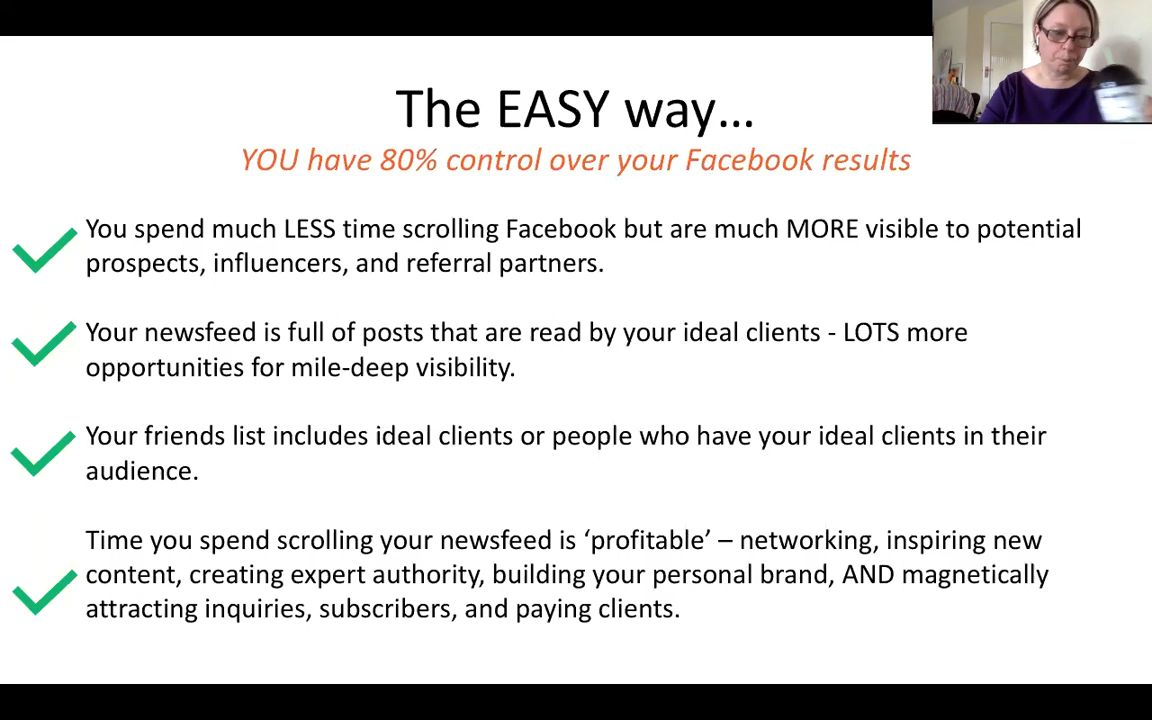 The EASY way...
YOU have 80% control over your Facebook results
You spend much LESS time scrolling Facebook but are much MORE visible to potential
prospects, influencers, and referral partners.
Your newsfeed is full of posts that are read by your ideal clients - LOTS more
opportunities for mile-deep visibility.
Your friends list includes ideal clients or people who have your ideal clients in their
audience.
Time you spend scrolling your newsfeed is ‘profitable’ – networking, inspiring new
content, creating expert authority, building your personal brand, AND magnetically
attracting inquiries, subscribers, and paying clients.